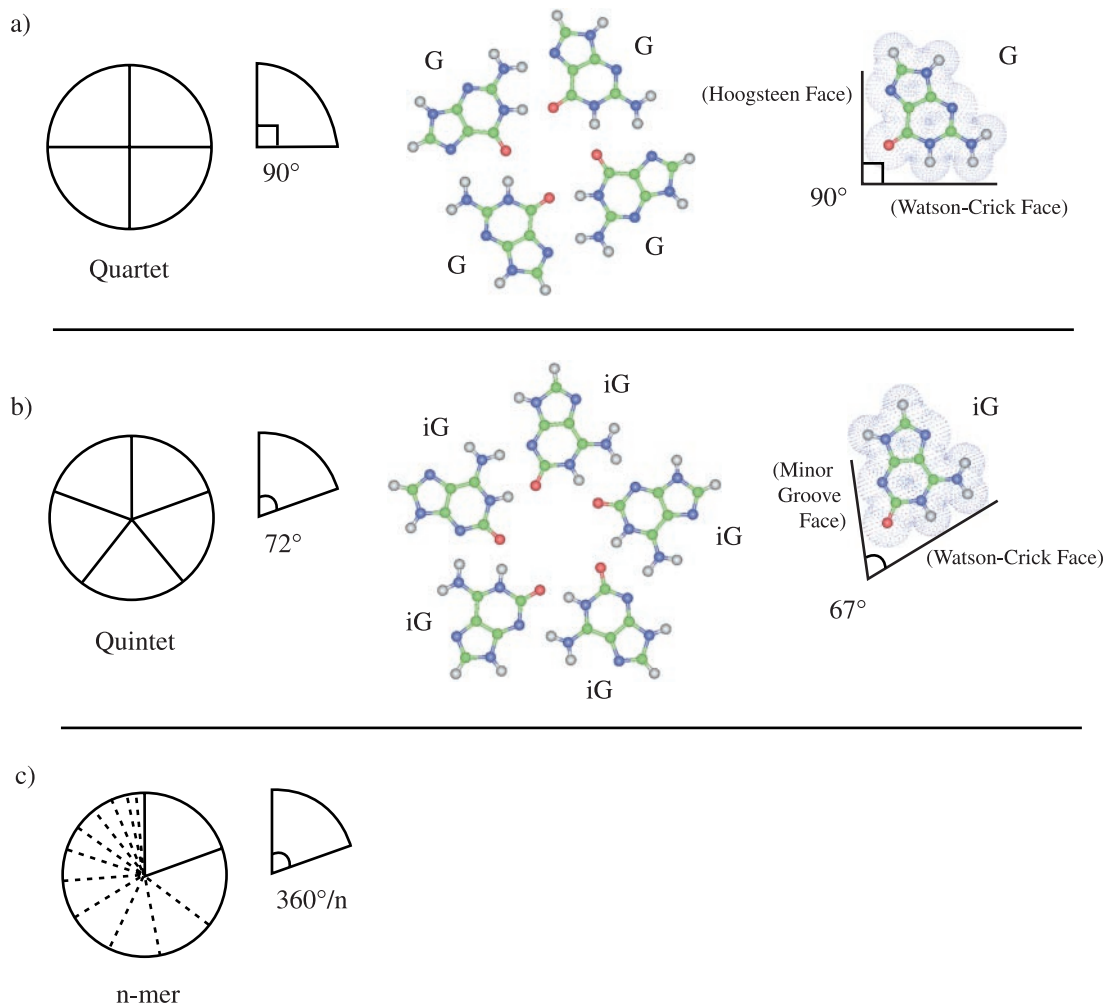 a)
Quartet
90°
G
G
G
G
(Hoogsteen Face)
G
90°
(Watson-Crick Face)
b)
Quintet
72°
iG
iG
iG
iG
iG
(Minor
Groove
Face)
iG
(Watson-Crick Face)
67°
c)
n-mer
360°/n